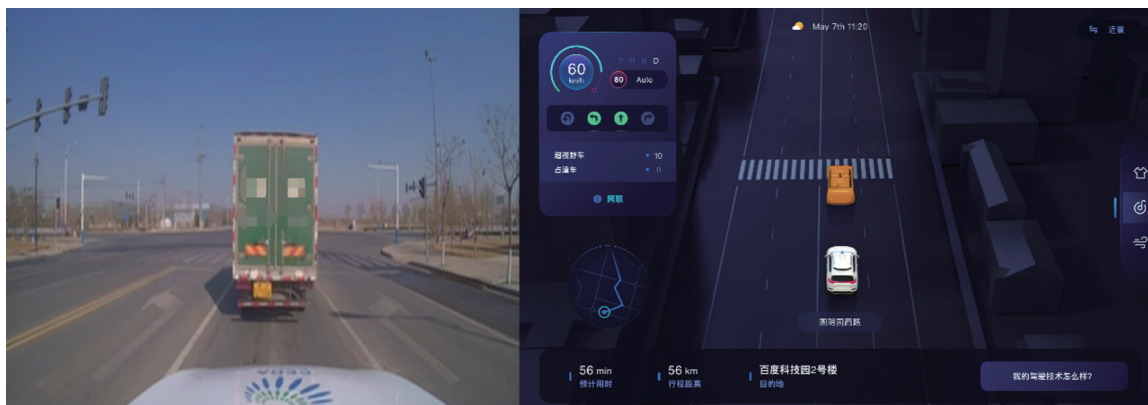 CEDA
May 7th 11:20
近景
60
km/h
P R N D
80 Auto
超视野车 10
占道车 0
网联
56 min
预计用时
56 km
行程距离
百度科技园2号楼
目的地
我的驾驶技术怎么样?